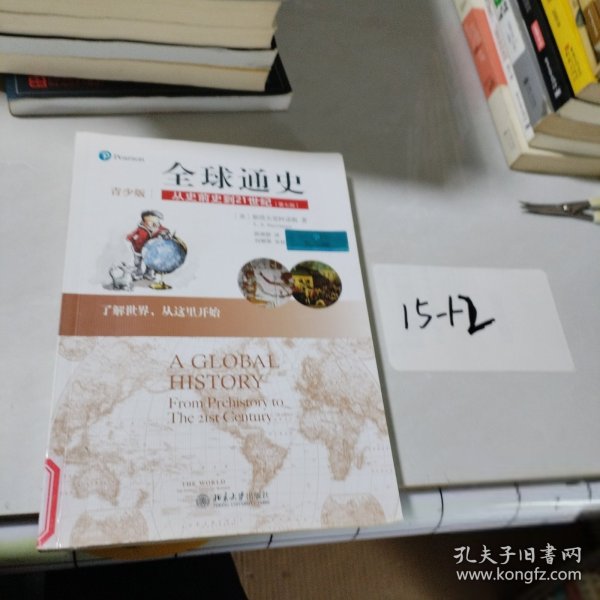 Pearson
全球通史
青少版
从史前史到21世纪
了解世界，从这里开始
A GLOBAL
HISTORY
From Prehistory to
The 21st Century
THE WORLD
北京大学出版社
15-12
孔夫子旧书网
www.kongfz.com